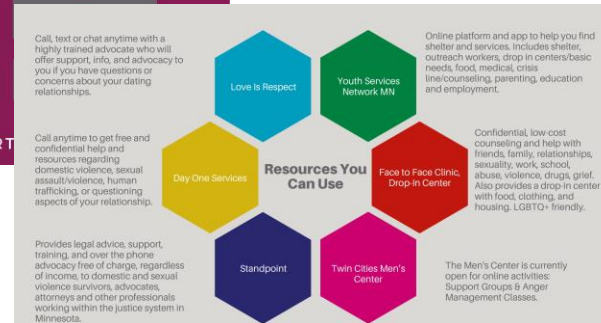 Call, text or chat anytime with a
highly trained advocate who will
offer support, info, and advocacy to
you if you have questions or
concerns about your dating
relationships.
Love Is Respect
Youth Services
Network MN
Online platform and app to help you find
shelter and services. Includes shelter,
outreach workers, drop in centers/basic
needs, food, medical, crisis
line/counseling, parenting, education
and employment.
RT
Call anytime to get free and
confidential help and
resources regarding
domestic violence, sexual
assault/violence, human
trafficking, or questioning
aspects of your relationship.
Day One Services
Resources You
Can Use
Face to Face Clinic,
Drop-In Center
Confidential, low-cost
counseling and help with
friends, family, relationships,
sexuality, work, school,
abuse, violence, drugs, grief.
Also provides a drop-in center
with food, clothing, and
housing. LGBTQ+ friendly.
Provides legal advice, support,
training, and over the phone
advocacy free of charge, regardless
of income, to domestic and sexual
violence survivors, advocates,
attorneys and other professionals
working within the justice system in
Minnesota.
Standpoint
Twin Cities Men's
Center
The Men's Center is currently
open for online activities:
Support Groups & Anger
Management Classes.